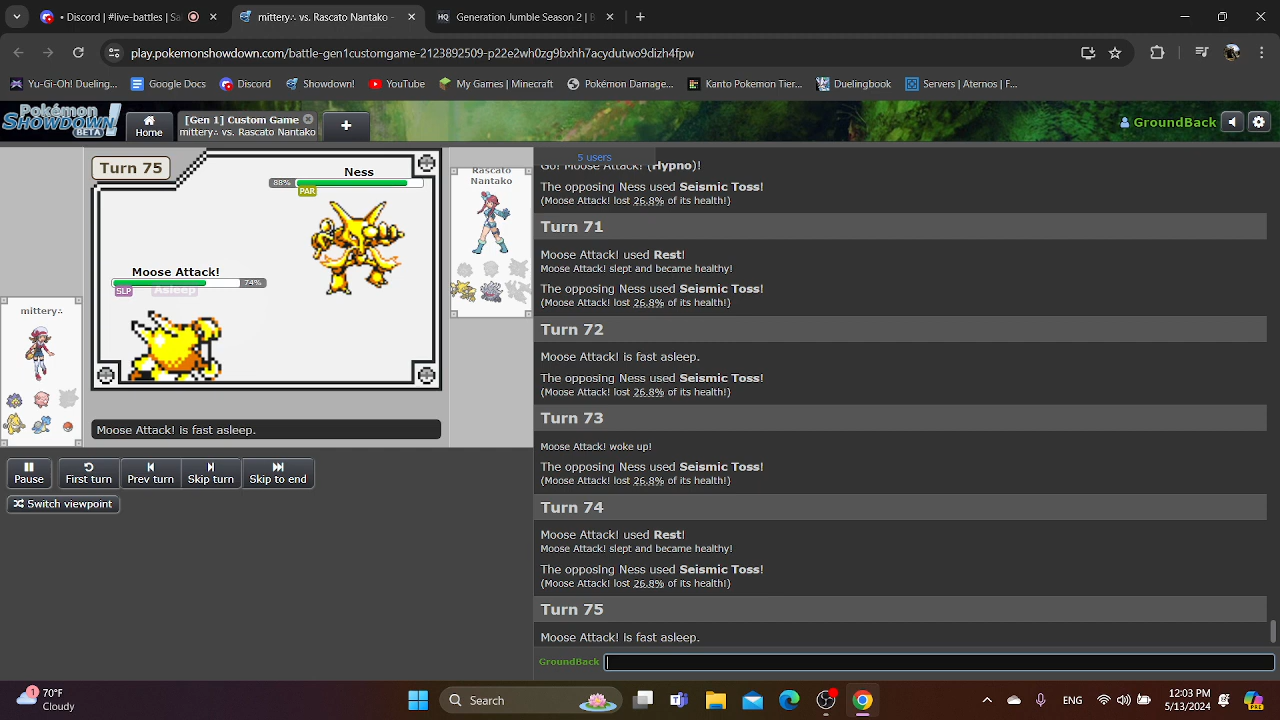 • Discord | #live-battles | Sa
mittery∴ vs. Rascato Nantako -
HQ Generation Jumble Season 2 | B
play.pokemonshowdown.com/battle-gen1customgame-2123892509-p22e2wh0zg9bxhh7acydutwo9dizh4fpw
Yu-Gi-Oh! Dueling...
Google Docs
Discord
Showdown!
YouTube
My Games | Minecraft
Pokémon Damage...
Kanto Pokemon Tier...
Duelingbook
Servers | Aternos | F...
Pokémon
Showdown!
BETA
Home
[Gen 1] Custom Game
mittery∴ vs. Rascato Nantako
GroundBack
Turn 75
Ness
88%
PAR
Moose Attack!
74%
SLP
Asleep
mittery∴
Rascato
Nantako
Moose Attack! is fast asleep.
Pause
First turn
Prev turn
Skip turn
Skip to end
Switch viewpoint
5 users
Go! Moose Attack! (Hypno)!
The opposing Ness used Seismic Toss!
(Moose Attack! lost 26.8% of its health!)
Turn 71
Moose Attack! used Rest!
Moose Attack! slept and became healthy!
The opposing Ness used Seismic Toss!
(Moose Attack! lost 26.8% of its health!)
Turn 72
Moose Attack! is fast asleep.
The opposing Ness used Seismic Toss!
(Moose Attack! lost 26.8% of its health!)
Turn 73
Moose Attack! woke up!
The opposing Ness used Seismic Toss!
(Moose Attack! lost 26.8% of its health!)
Turn 74
Moose Attack! used Rest!
Moose Attack! slept and became healthy!
The opposing Ness used Seismic Toss!
(Moose Attack! lost 26.8% of its health!)
Turn 75
Moose Attack! is fast asleep.
GroundBack
1
70°F
Cloudy
Search
ENG
12:03 PM
5/13/2024
PRE